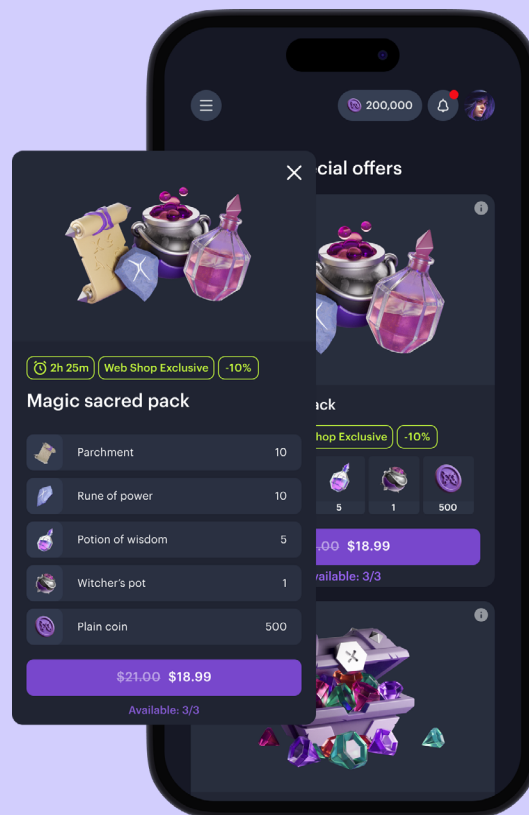 200,000
cial offers
2h 25m Web Shop Exclusive -10%
Magic sacred pack
Parchment 10
Rune of power 10
Potion of wisdom 5
Witcher's pot 1
Plain coin 500
$21.00 $18.99
Available: 3/3
ack
hop Exclusive -10%
5 1 500
.00 $18.99
vailable: 3/3